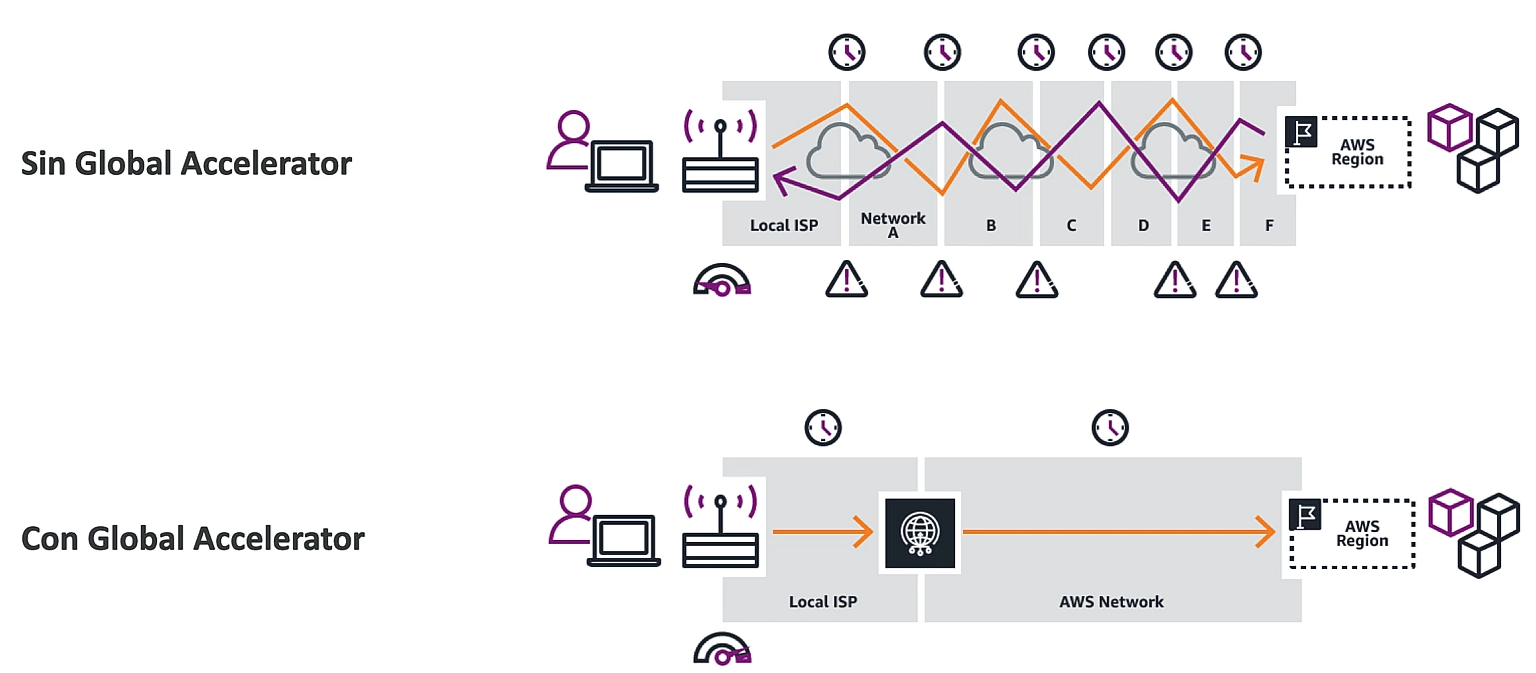 Sin Global Accelerator
AWS
Region
Local ISP
Network
A
B
C
D
E
F
Con Global Accelerator
AWS
Region
Local ISP
AWS Network